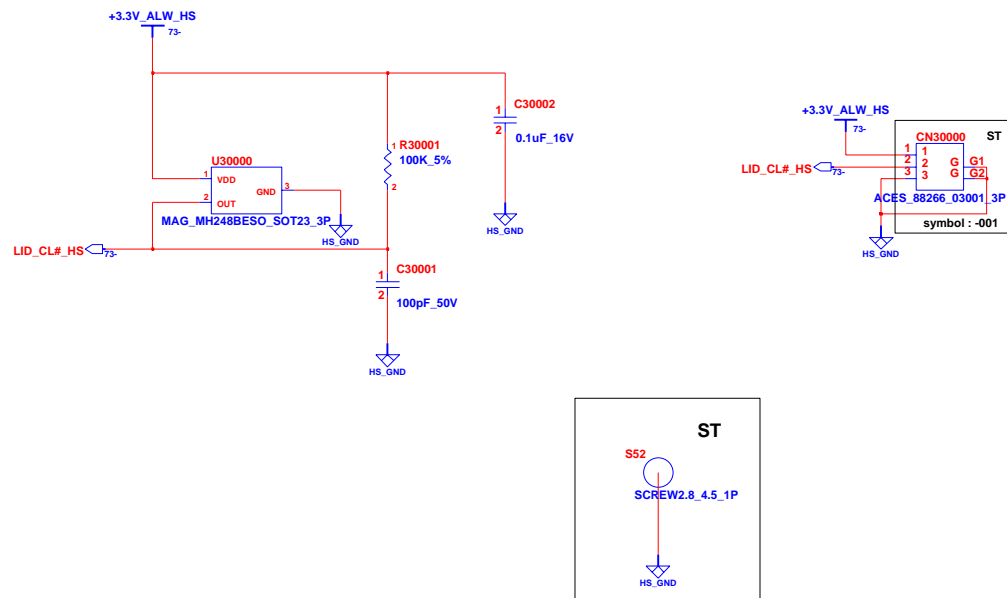 +3.3V_ALW_HS
73-
U30000
1
VDD
GND
3
2
OUT
MAG_MH248BESO_SOT23_3P
HS_GND
1
R30001
100K_5%
2
1
C30002
2
0.1uF_16V
HS_GND
LID_CL#_HS
73-
1
C30001
2
100pF_50V
HS_GND
+3.3V_ALW_HS
73-
ST
CN30000
1
1
2
2
G
G1
3
3
G
G2
LID_CL#_HS
73-
ACES_88266_03001_3P
symbol : -001
HS_GND
ST
S52
SCREW2.8_4.5_1P
HS_GND